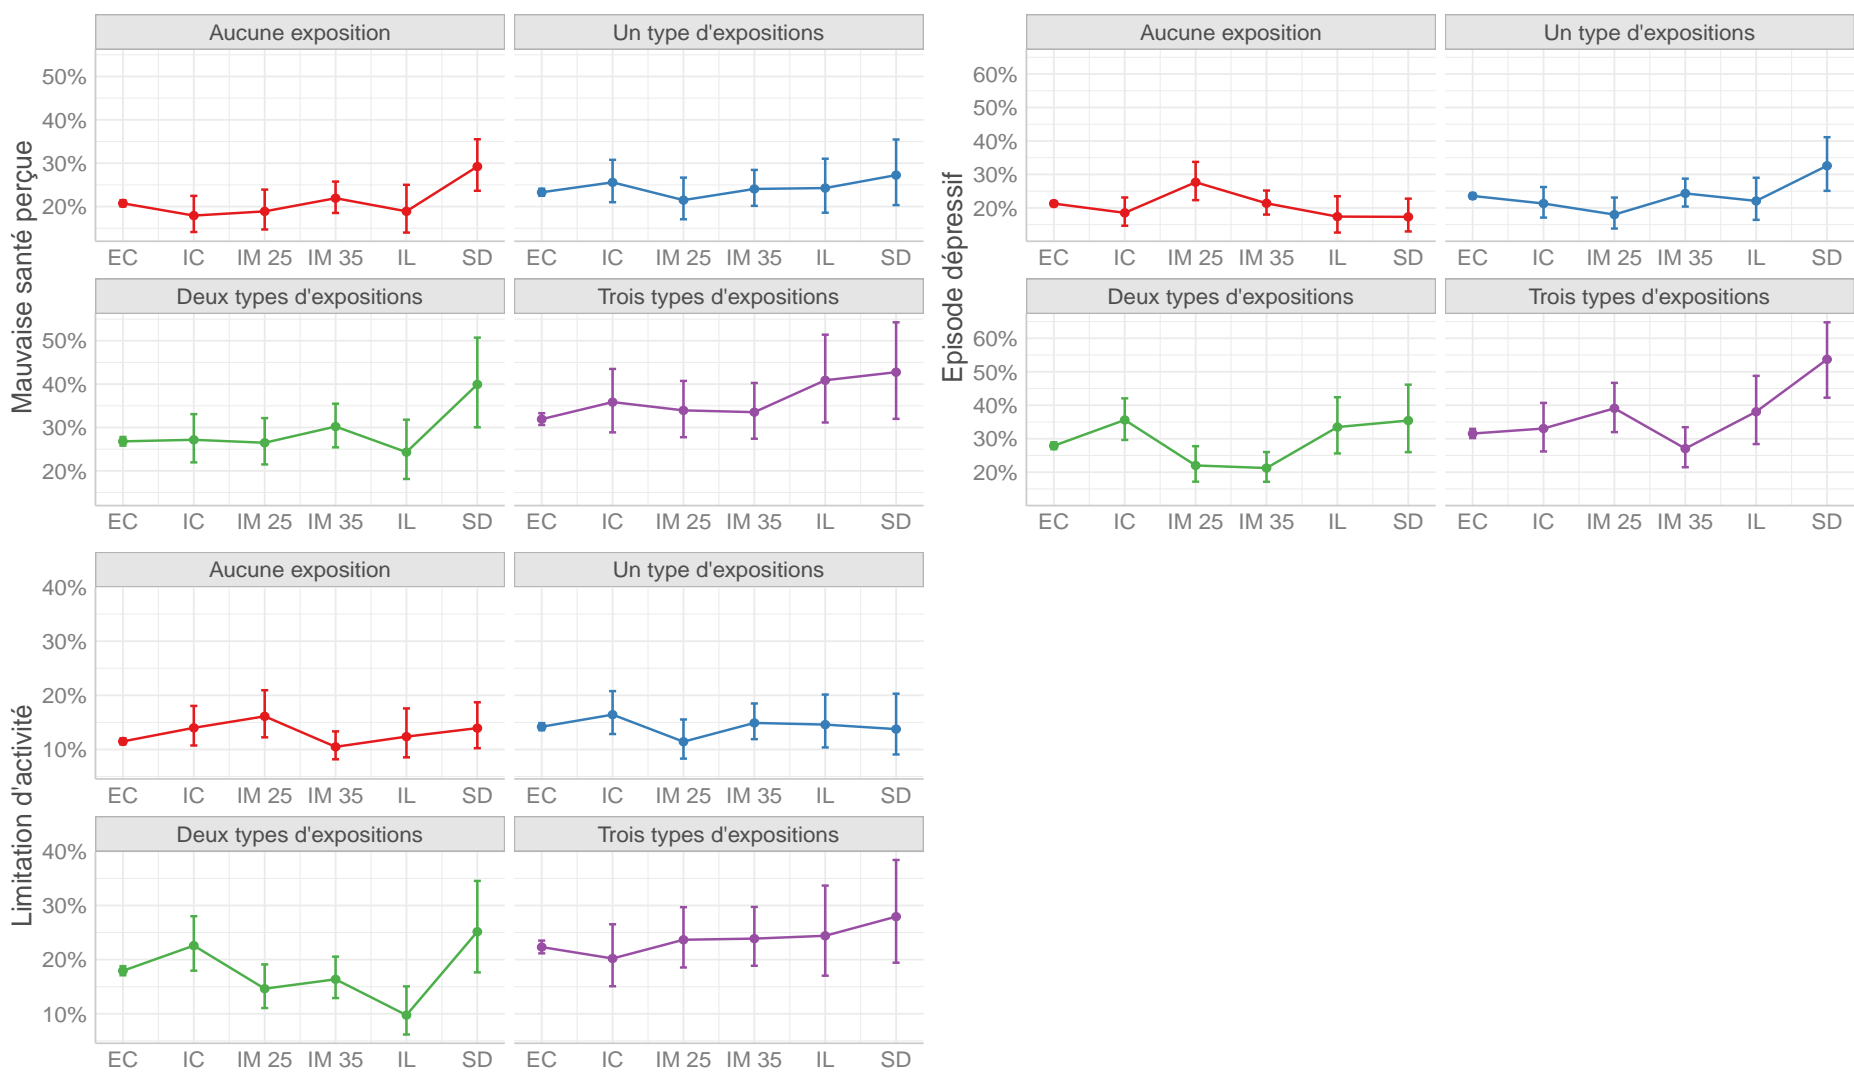 Mauvaise santé perçue
Aucune exposition
Un type d'expositions
50%
40%
30%
20%
EC IC IM 25 IM 35 IL SD
EC IC IM 25 IM 35 IL SD
Deux types d'expositions
Trois types d'expositions
50%
40%
30%
20%
EC IC IM 25 IM 35 IL SD
EC IC IM 25 IM 35 IL SD
Episode dépressif
Aucune exposition
Un type d'expositions
60%
50%
40%
30%
20%
EC IC IM 25 IM 35 IL SD
EC IC IM 25 IM 35 IL SD
Deux types d'expositions
Trois types d'expositions
60%
50%
40%
30%
20%
EC IC IM 25 IM 35 IL SD
EC IC IM 25 IM 35 IL SD
Limitation d'activité
Aucune exposition
Un type d'expositions
40%
30%
20%
10%
EC IC IM 25 IM 35 IL SD
EC IC IM 25 IM 35 IL SD
Deux types d'expositions
Trois types d'expositions
40%
30%
20%
10%
EC IC IM 25 IM 35 IL SD
EC IC IM 25 IM 35 IL SD